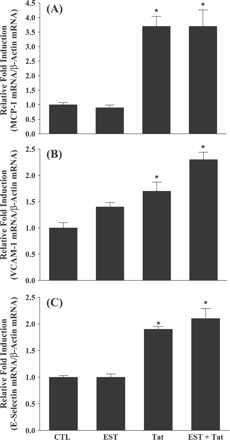 (A)
Relative Fold Induction
(MCP-1 mRNA/β-Actin mRNA)
4.5
4.0
3.5
3.0
2.5
2.0
1.5
1.0
0.5
0.0
*
*
(B)
Relative Fold Induction
(VCAM-1 mRNA/β-Actin mRNA)
2.5
2.0
1.5
1.0
0.5
0.0
*
*
(C)
Relative Fold Induction
(E-Selectin mRNA/β-Actin mRNA)
2.5
2.0
1.5
1.0
0.5
0.0
*
*
CTL EST Tat EST + Tat